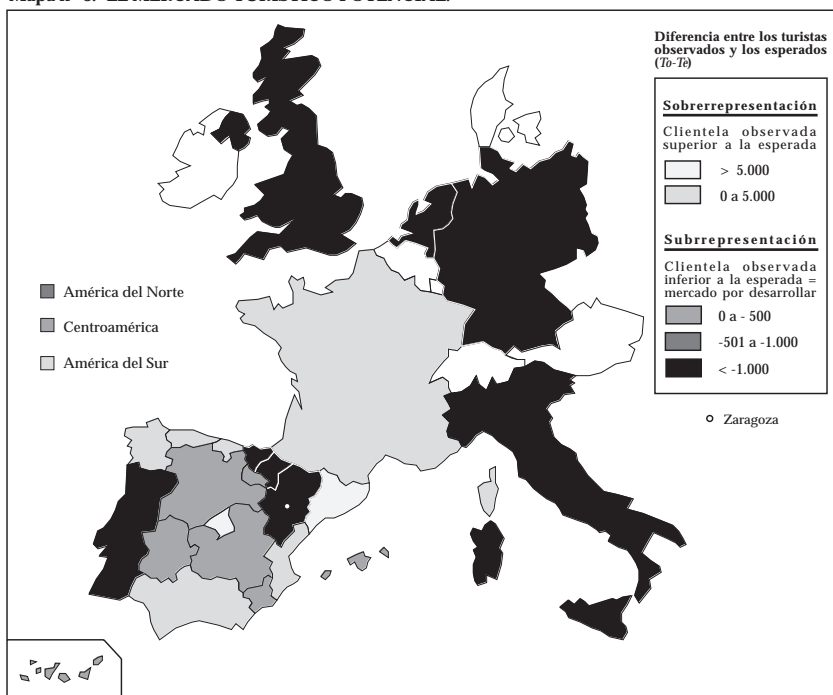 Diferencia entre los turistas
observados y los esperados
(To-Te)
Sobrerrepresentación
Clientela observada
superior a la esperada
> 5.000
0 a 5.000
Subrrepresentación
Clientela observada
inferior a la esperada =
mercado por desarrollar
0 a - 500
-501 a -1.000
< -1.000
Zaragoza
América del Norte
Centroamérica
América del Sur